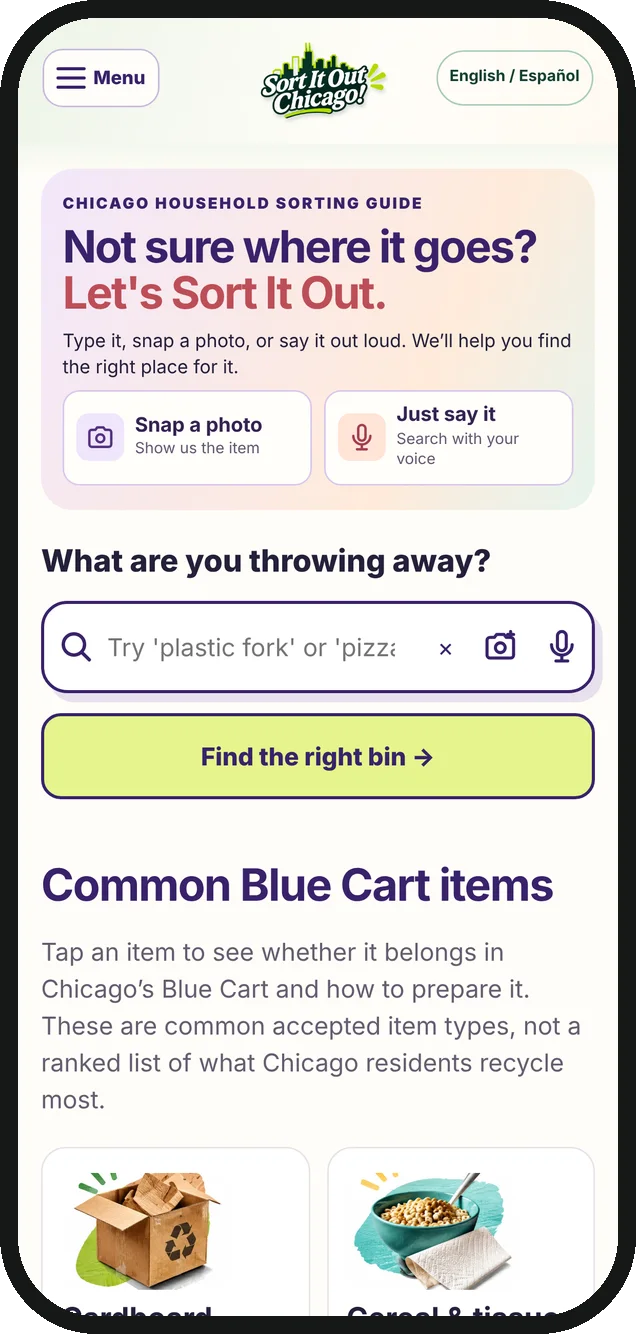 Menu
Sort It Out
Chicago!
English / Español
CHICAGO HOUSEHOLD SORTING GUIDE
Not sure where it goes?
Let's Sort It Out.
Type it, snap a photo, or say it out loud. We’ll help you find
the right place for it.
Snap a photo
Show us the item
Just say it
Search with your
voice
What are you throwing away?
Try 'plastic fork' or 'pizza
×
Find the right bin →
Common Blue Cart items
Tap an item to see whether it belongs in
Chicago’s Blue Cart and how to prepare it.
These are common accepted item types, not a
ranked list of what Chicago residents recycle
most.
Cardboard
Cereal & tissue